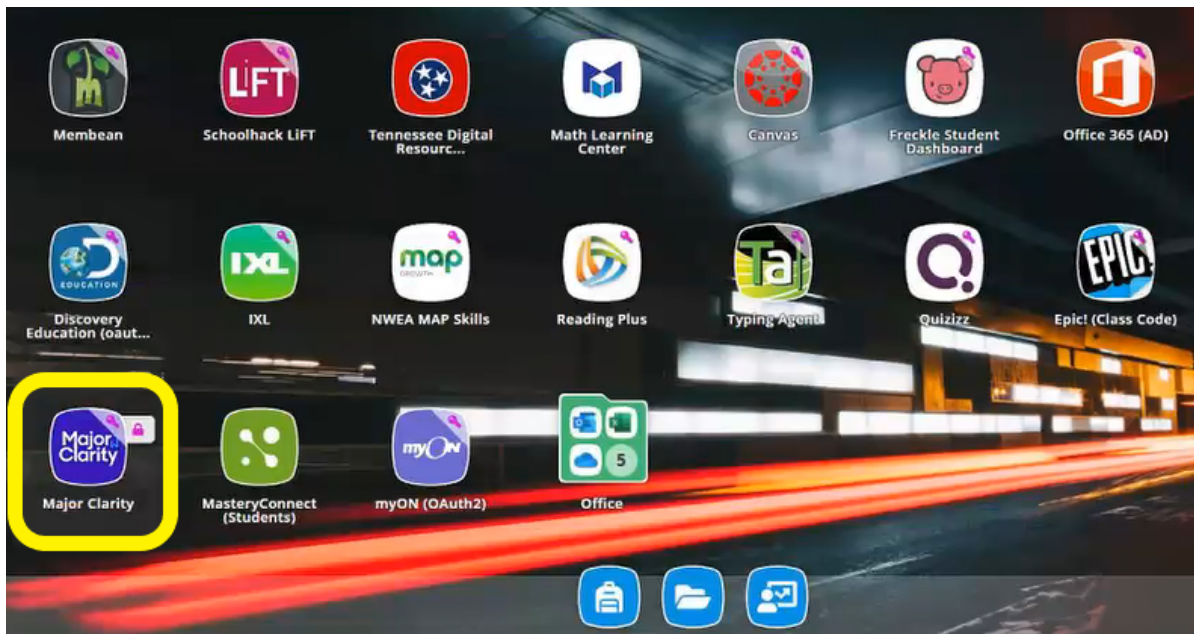 LiFT
Membean
Schoolhack LiFT
Tennessee Digital
Resourc...
Math Learning
Center
Canvas
Freckle Student
Dashboard
Office 365 (AD)
EDUCATION
IXL
map
GROWTH
Ta
EPIC!
Discovery
Education (oaut...
IXL
NWEA MAP Skills
Reading Plus
Typing Agent
Quizizz
Epic! (Class Code)
Major
Clarity
myON
5
Major Clarity
MasteryConnect
(Students)
myON (OAuth2)
Office